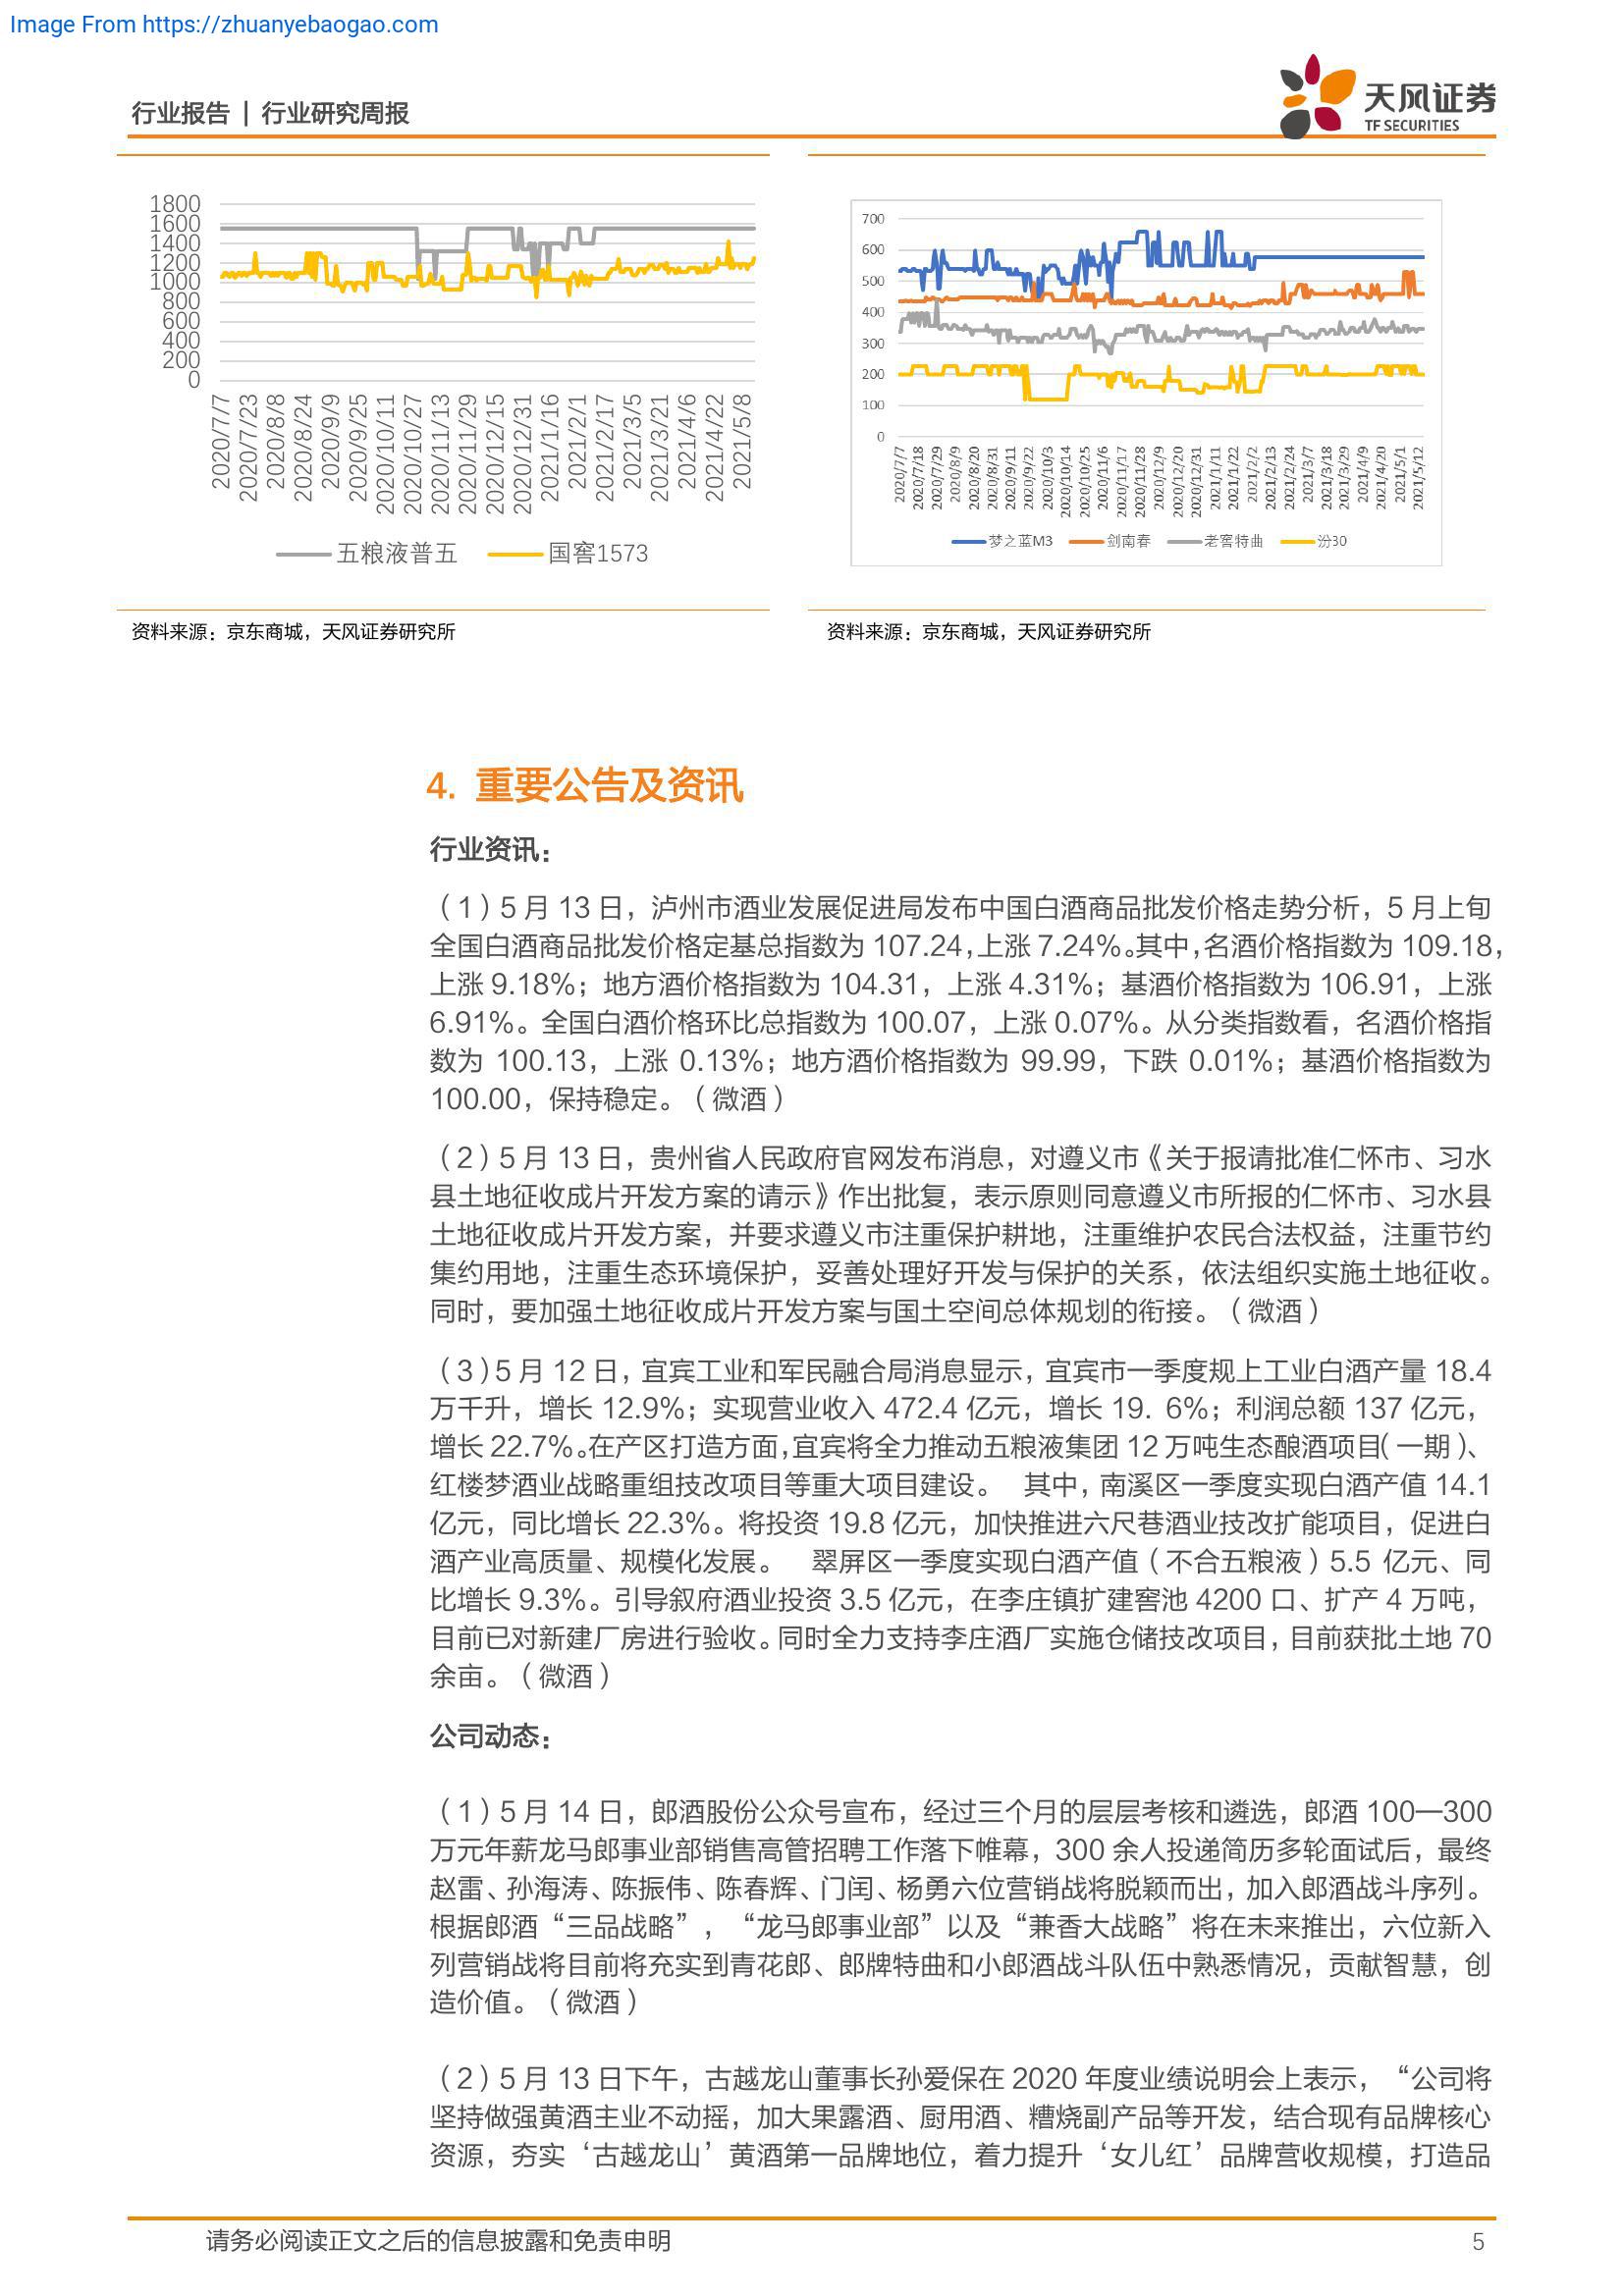 Image From https://zhuanyebaogao.com
行业报告 | 行业研究周报
天风证券
TF SECURITIES
1800
1600
1400
1200
1000
800
600
400
200
0
2020/7/7
2020/7/23
2020/8/8
2020/8/24
2020/9/9
2020/9/25
2020/10/11
2020/10/27
2020/11/13
2020/11/29
2020/12/15
2020/12/31
2021/1/16
2021/2/1
2021/2/17
2021/3/5
2021/3/21
2021/4/6
2021/4/22
2021/5/8
五粮液普五 国窖1573
700
600
500
400
300
200
100
0
2020/7/7
2020/7/18
2020/7/29
2020/8/9
2020/8/20
2020/8/31
2020/9/11
2020/9/22
2020/10/3
2020/10/14
2020/10/25
2020/11/6
2020/11/17
2020/11/28
2020/12/9
2020/12/20
2020/12/31
2021/1/11
2021/1/22
2021/2/2
2021/2/13
2021/2/24
2021/3/7
2021/3/18
2021/3/29
2021/4/9
2021/4/20
2021/5/1
2021/5/12
梦之蓝M3 剑南春 老窖特曲 汾30
资料来源：京东商城，天风证券研究所
资料来源：京东商城，天风证券研究所
4. 重要公告及资讯
行业资讯：
（1）5 月 13 日，泸州市酒业发展促进局发布中国白酒商品批发价格走势分析，5 月上旬
全国白酒商品批发价格定基总指数为 107.24，上涨 7.24%。其中，名酒价格指数为 109.18，
上涨 9.18%；地方酒价格指数为 104.31，上涨 4.31%；基酒价格指数为 106.91，上涨
6.91%。全国白酒价格环比总指数为 100.07，上涨 0.07%。从分类指数看，名酒价格指
数为 100.13，上涨 0.13%；地方酒价格指数为 99.99，下跌 0.01%；基酒价格指数为
100.00，保持稳定。（微酒）
（2）5 月 13 日，贵州省人民政府官网发布消息，对遵义市《关于报请批准仁怀市、习水
县土地征收成片开发方案的请示》作出批复，表示原则同意遵义市所报的仁怀市、习水县
土地征收成片开发方案，并要求遵义市注重保护耕地，注重维护农民合法权益，注重节约
集约用地，注重生态环境保护，妥善处理好开发与保护的关系，依法组织实施土地征收。
同时，要加强土地征收成片开发方案与国土空间总体规划的衔接。（微酒）
（3）5 月 12 日，宜宾工业和军民融合局消息显示，宜宾市一季度规上工业白酒产量 18.4
万千升，增长 12.9%；实现营业收入 472.4 亿元，增长 19. 6%；利润总额 137 亿元，
增长 22.7%。在产区打造方面，宜宾将全力推动五粮液集团 12 万吨生态酿酒项目（一期）、
红楼梦酒业战略重组技改项目等重大项目建设。 其中，南溪区一季度实现白酒产值 14.1
亿元，同比增长 22.3%。将投资 19.8 亿元，加快推进六尺巷酒业技改扩能项目，促进白
酒产业高质量、规模化发展。 翠屏区一季度实现白酒产值（不合五粮液）5.5 亿元、同
比增长 9.3%。引导叙府酒业投资 3.5 亿元，在李庄镇扩建窖池 4200 口、扩产 4 万吨，
目前已对新建厂房进行验收。同时全力支持李庄酒厂实施仓储技改项目，目前获批土地 70
余亩。（微酒）
公司动态：
（1）5 月 14 日，郎酒股份公众号宣布，经过三个月的层层考核和遴选，郎酒 100—300
万元年薪龙马郎事业部销售高管招聘工作落下帷幕，300 余人投递简历多轮面试后，最终
赵雷、孙海涛、陈振伟、陈春辉、门闰、杨勇六位营销战将脱颖而出，加入郎酒战斗序列。
根据郎酒“三品战略”，“龙马郎事业部”以及“兼香大战略”将在未来推出，六位新入
列营销战将目前将充实到青花郎、郎牌特曲和小郎酒战斗队伍中熟悉情况，贡献智慧，创
造价值。（微酒）
（2）5 月 13 日下午，古越龙山董事长孙爱保在 2020 年度业绩说明会上表示，“公司将
坚持做强黄酒主业不动摇，加大果露酒、厨用酒、糟烧副产品等开发，结合现有品牌核心
资源，夯实‘古越龙山’黄酒第一品牌地位，着力提升‘女儿红’品牌营收规模，打造品
请务必阅读正文之后的信息披露和免责申明
5